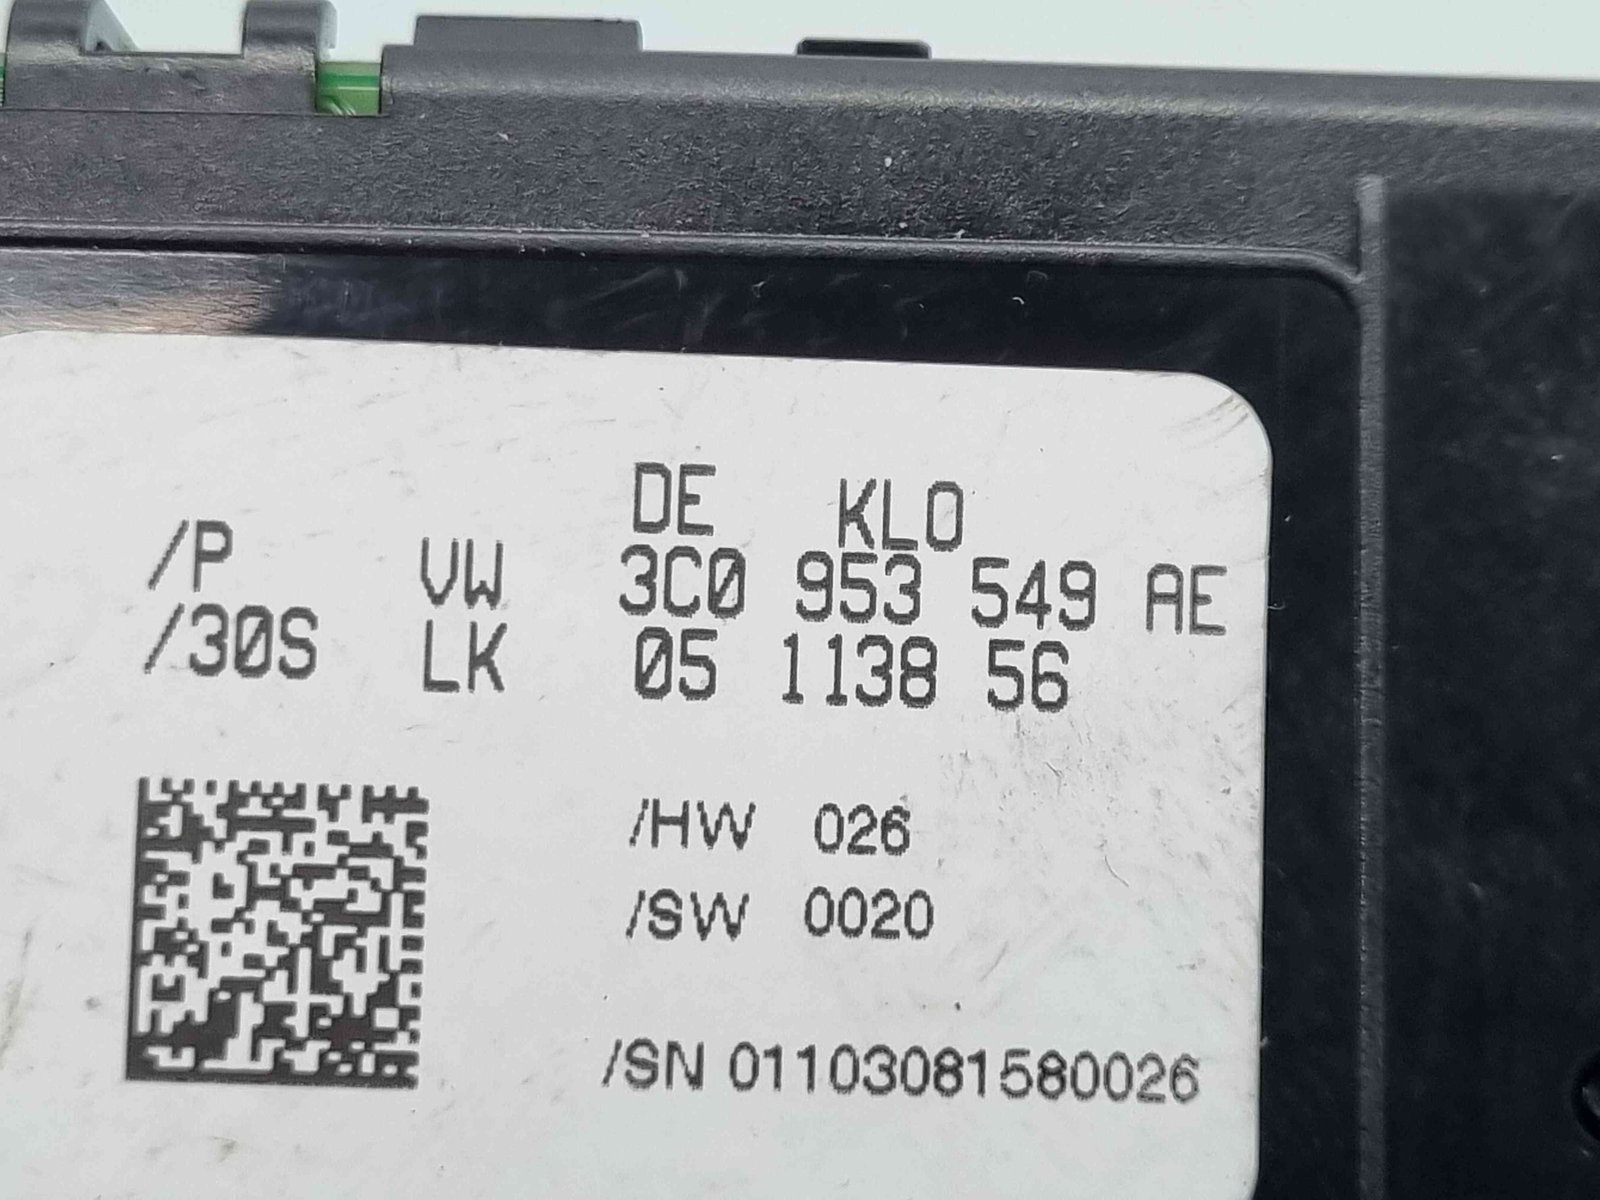 DE KLO
/P VW 3C0 953 549 AE
/30S LK 05 1138 56
/HW 026
/SW 0020
/SN 01103081580026